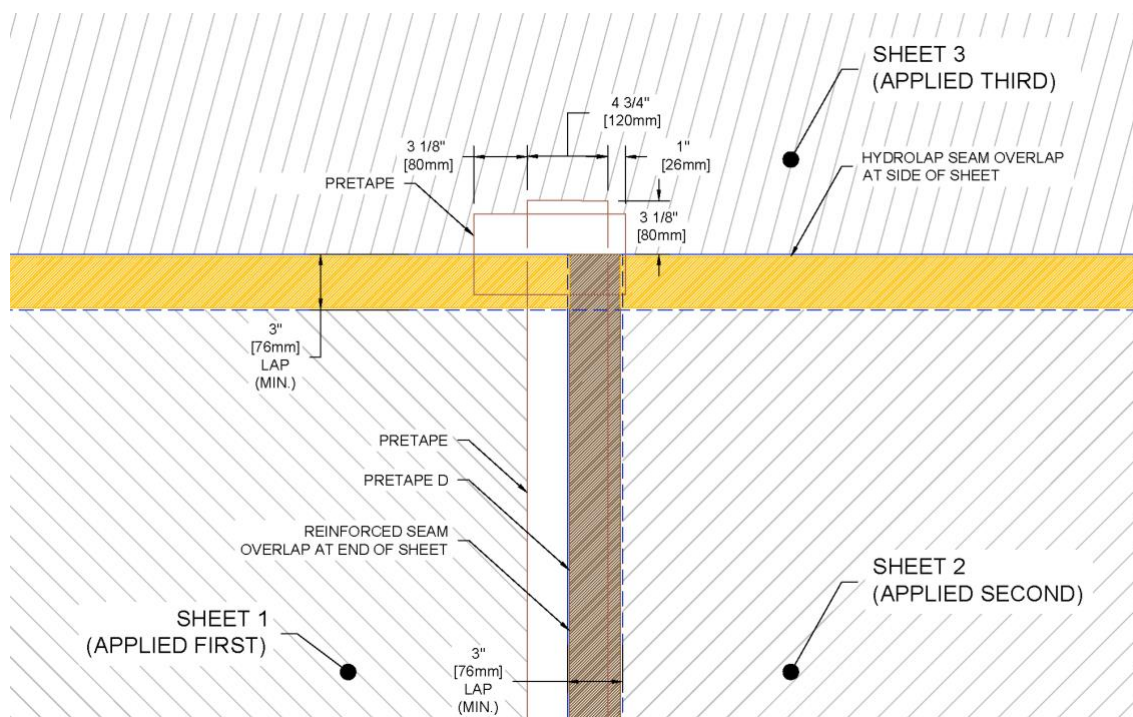 SHEET 3
(APPLIED THIRD)
4 3/4"
[120mm]
3 1/8"
[80mm]
1"
[26mm]
HYDROLAP SEAM OVERLAP
AT SIDE OF SHEET
PRETAPE
3 1/8"
[80mm]
3"
[76mm]
LAP
(MIN.)
PRETAPE
PRETAPE D
REINFORCED SEAM
OVERLAP AT END OF SHEET
SHEET 2
(APPLIED SECOND)
SHEET 1
(APPLIED FIRST)
3"
[76mm]
LAP
(MIN.)